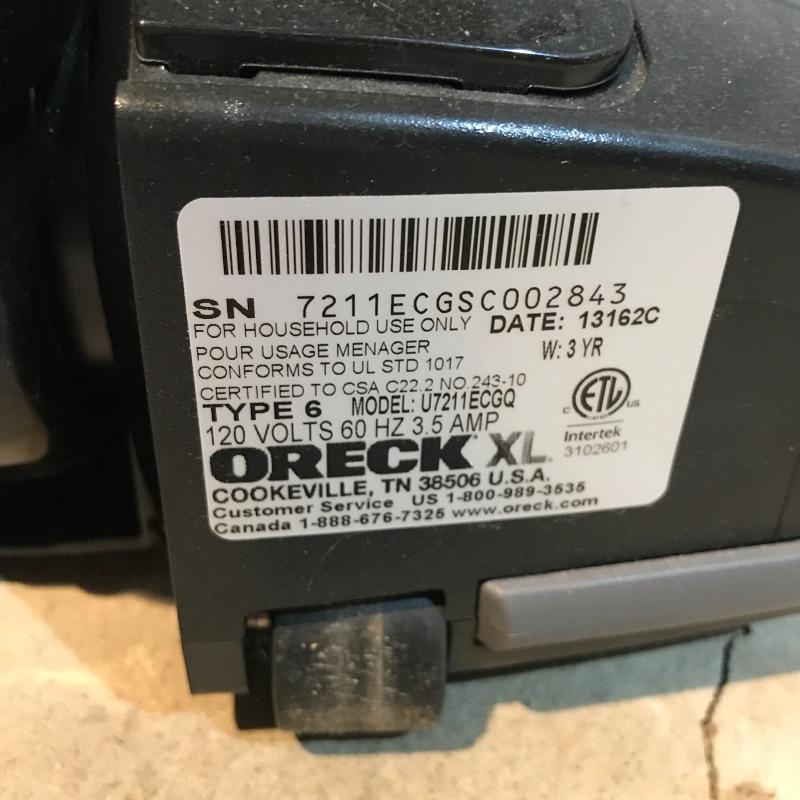 SN 7211ECGSC002843
FOR HOUSEHOLD USE ONLY DATE: 13162C
POUR USAGE MENAGER W: 3 YR
CONFORMS TO UL STD 1017
CERTIFIED TO CSA C22.2 NO.243-10
TYPE 6 MODEL: U7211ECGQ
120 VOLTS 60 HZ 3.5 AMP
C ETL US
Intertek
3102601
ORECK XL
COOKEVILLE, TN 38506 U.S.A.
Customer Service US 1-800-989-3535
Canada 1-888-676-7325 www.oreck.com